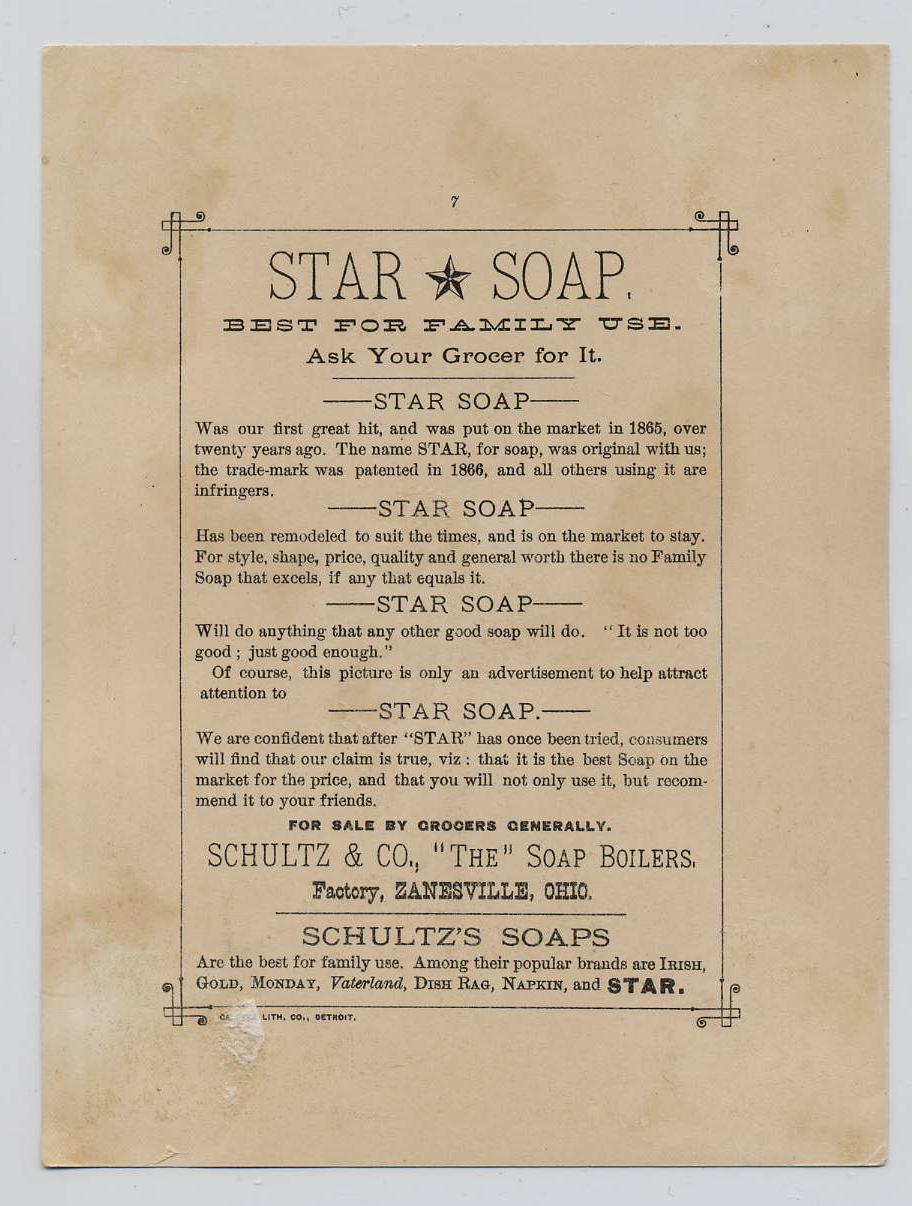 7
STAR ★ SOAP.
BEST FOR FAMILY USE.
Ask Your Grocer for It.
——STAR SOAP——
Was our first great hit, and was put on the market in 1865, over
twenty years ago. The name STAR, for soap, was original with us;
the trade-mark was patented in 1866, and all others using it are
infringers.
——STAR SOAP——
Has been remodeled to suit the times, and is on the market to stay.
For style, shape, price, quality and general worth there is no Family
Soap that excels, if any that equals it.
——STAR SOAP——
Will do anything that any other good soap will do. "It is not too
good ; just good enough."
Of course, this picture is only an advertisement to help attract
attention to
——STAR SOAP.——
We are confident that after "STAR" has once been tried, consumers
will find that our claim is true, viz : that it is the best Soap on the
market for the price, and that you will not only use it, but recom-
mend it to your friends.
FOR SALE BY GROCERS GENERALLY.
SCHULTZ & CO., "THE" SOAP BOILERS,
Factory, ZANESVILLE, OHIO.
SCHULTZ'S SOAPS
Are the best for family use. Among their popular brands are IRISH,
GOLD, MONDAY, Vaterland, DISH RAG, NAPKIN, and STAR.
LITH. CO., DETROIT.